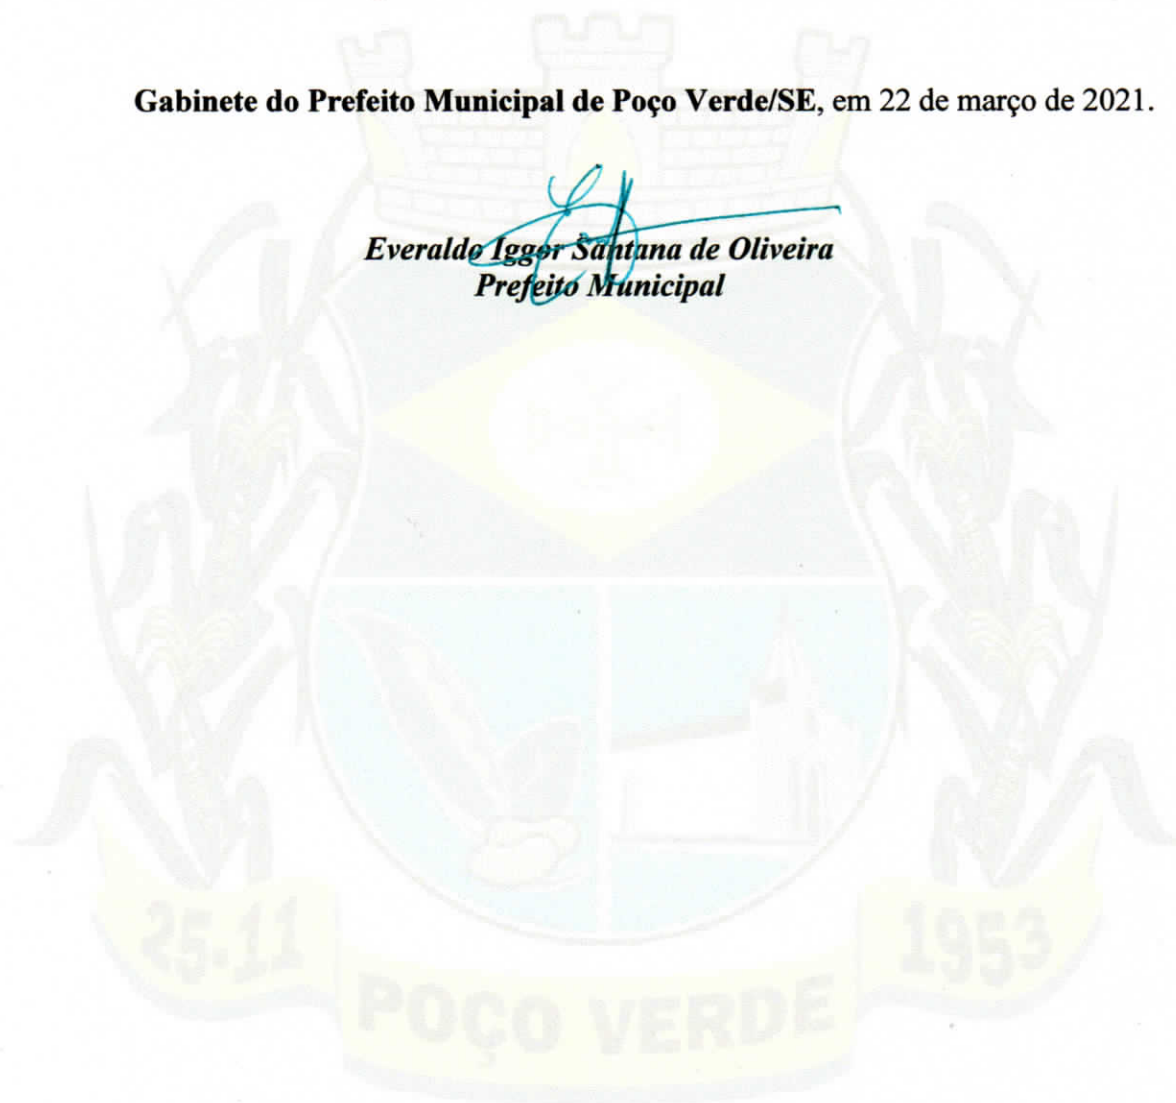 Gabinete do Prefeito Municipal de Poço Verde/SE, em 22 de março de 2021.
Everaldo Iggor Santana de Oliveira
Prefeito Municipal
25-11
1953
POÇO VERDE